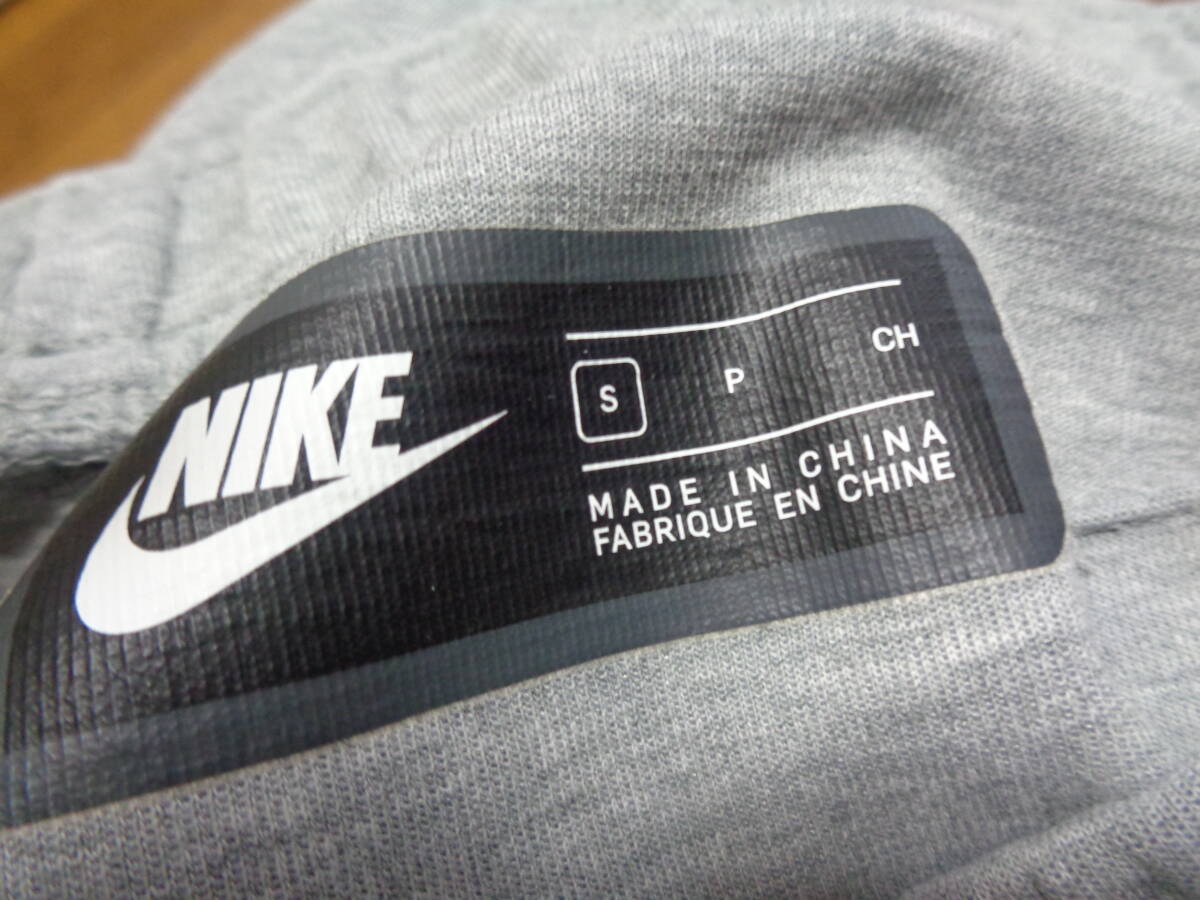 NIKE
S P CH
MADE IN CHINA
FABRIQUE EN CHINE